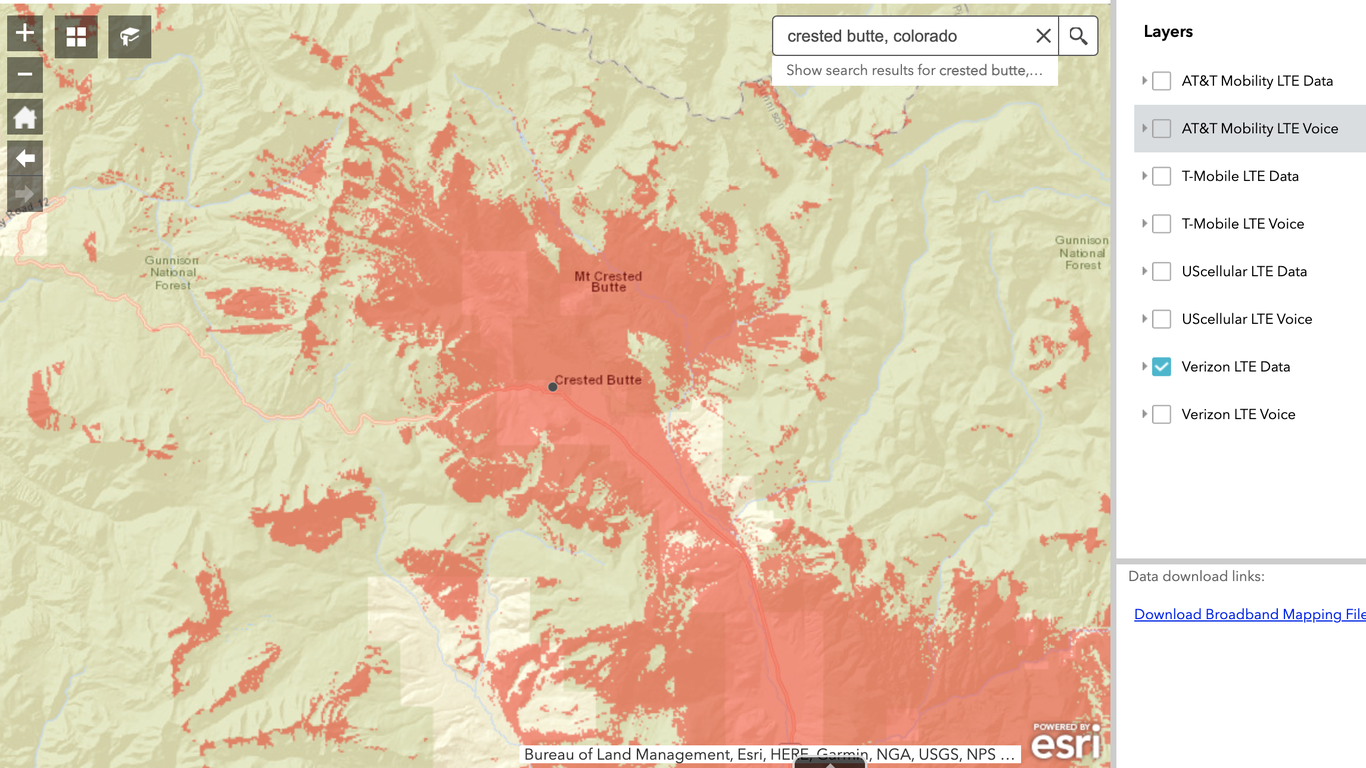 crested butte, colorado
Show search results for crested butte,...
Gunnison
y Road 12
Gunnison
National
Forest
Gunnison
National
Forest
Mt Crested
Butte
Crested Butte
Bureau of Land Management, Esri, HERE, Garmin, NGA, USGS, NPS ...
POWERED BY
esri
Layers
AT&T Mobility LTE Data
AT&T Mobility LTE Voice
T-Mobile LTE Data
T-Mobile LTE Voice
UScellular LTE Data
UScellular LTE Voice
Verizon LTE Data
Verizon LTE Voice
Data download links:
Download Broadband Mapping File